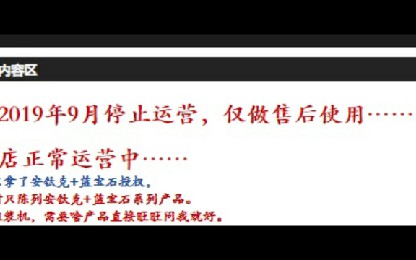 内容区
2019年9月停止运营，仅做售后使用……
店正常运营中……
拿了安钛克+蓝宝石授权。
只陈列安钛克+蓝宝石系列产品。
装机，需要啥产品直接旺旺问我就好。